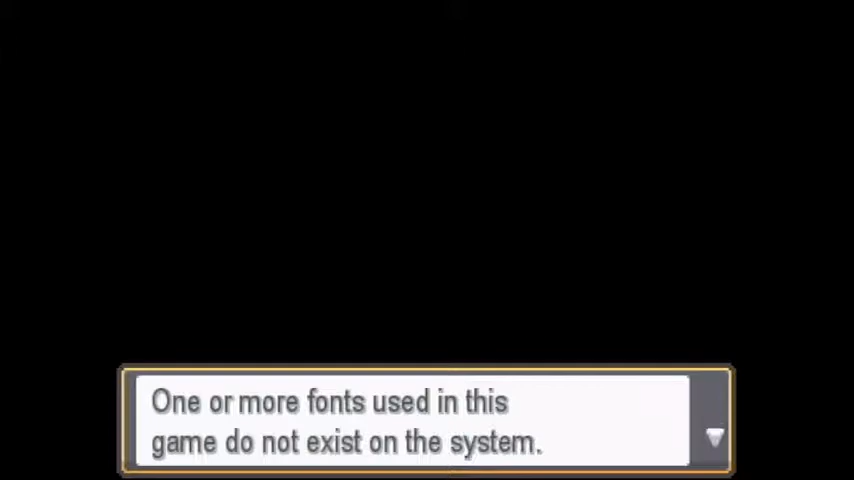 One or more fonts used in this
game do not exist on the system.